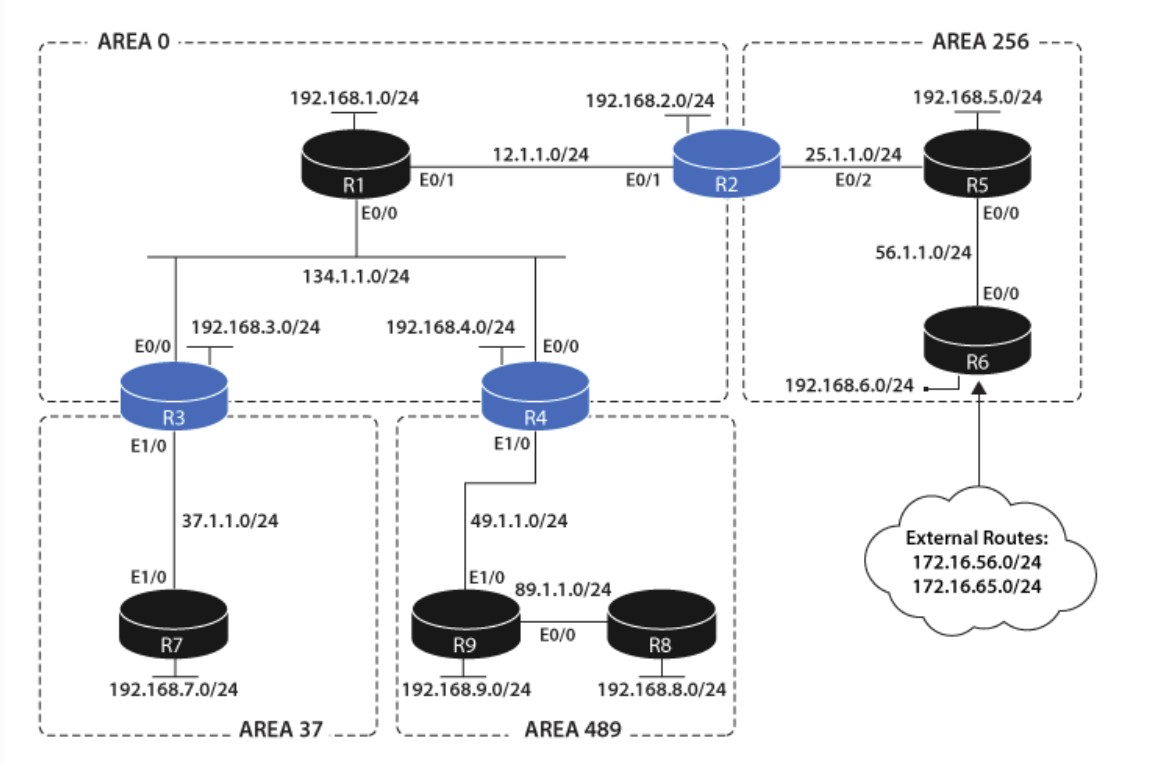 AREA 0
AREA 256
192.168.1.0/24
192.168.2.0/24
192.168.5.0/24
12.1.1.0/24
25.1.1.0/24
R1
E0/1
E0/1
R2
E0/2
R5
E0/0
E0/0
56.1.1.0/24
134.1.1.0/24
E0/0
192.168.3.0/24
192.168.4.0/24
E0/0
E0/0
R6
192.168.6.0/24
R3
R4
E1/0
E1/0
37.1.1.0/24
49.1.1.0/24
External Routes:
172.16.56.0/24
172.16.65.0/24
E1/0
E1/0
89.1.1.0/24
E0/0
R7
R9
R8
192.168.7.0/24
192.168.9.0/24
192.168.8.0/24
AREA 37
AREA 489